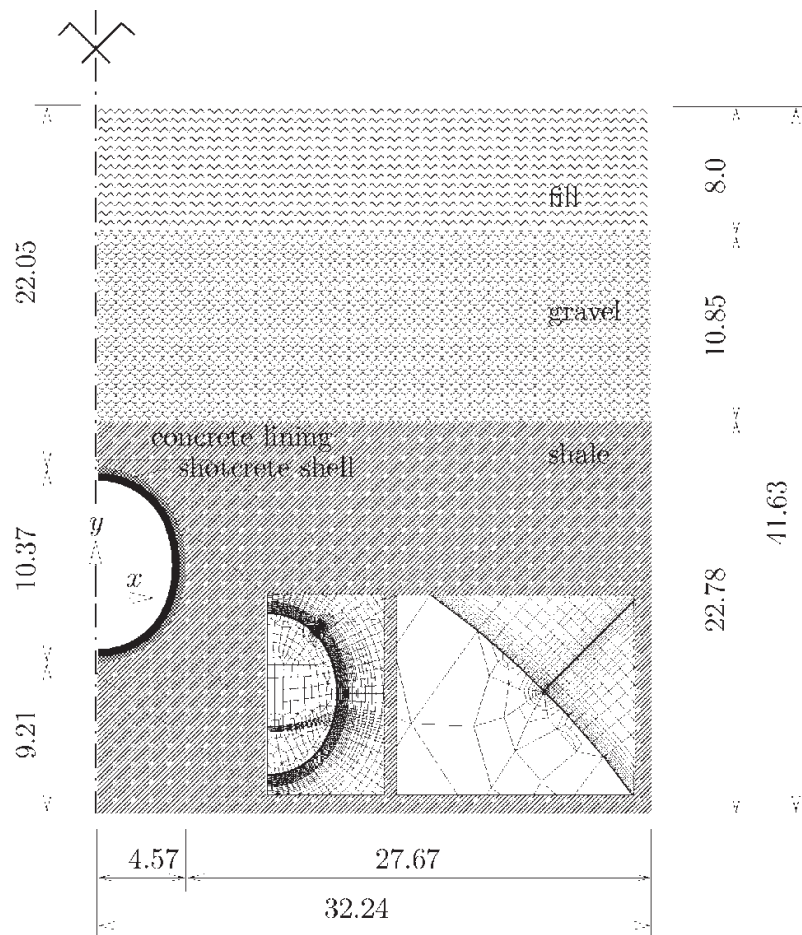 fill
8.0
22.05
gravel
10.85
concrete lining
shotcrete shell
shale
41.63
y
10.37
x
22.78
9.21
4.57
27.67
32.24